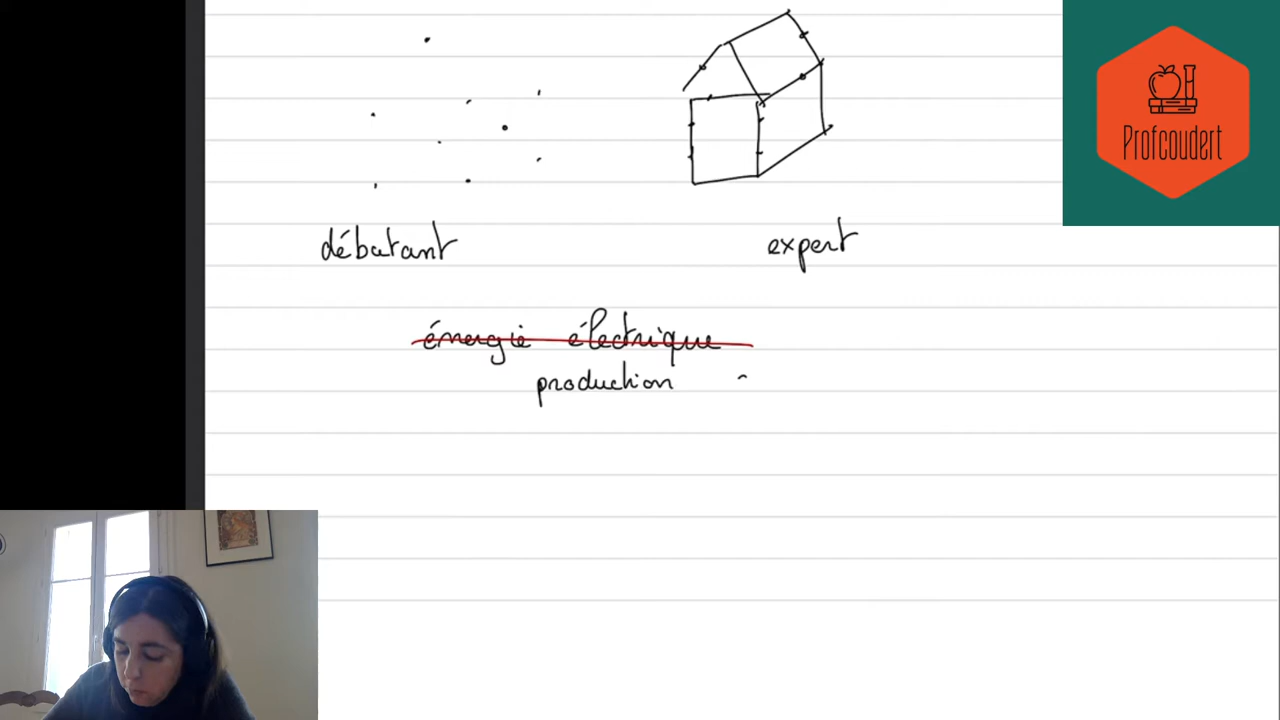 Profcoudert
débutant
expert
énergie électrique
production